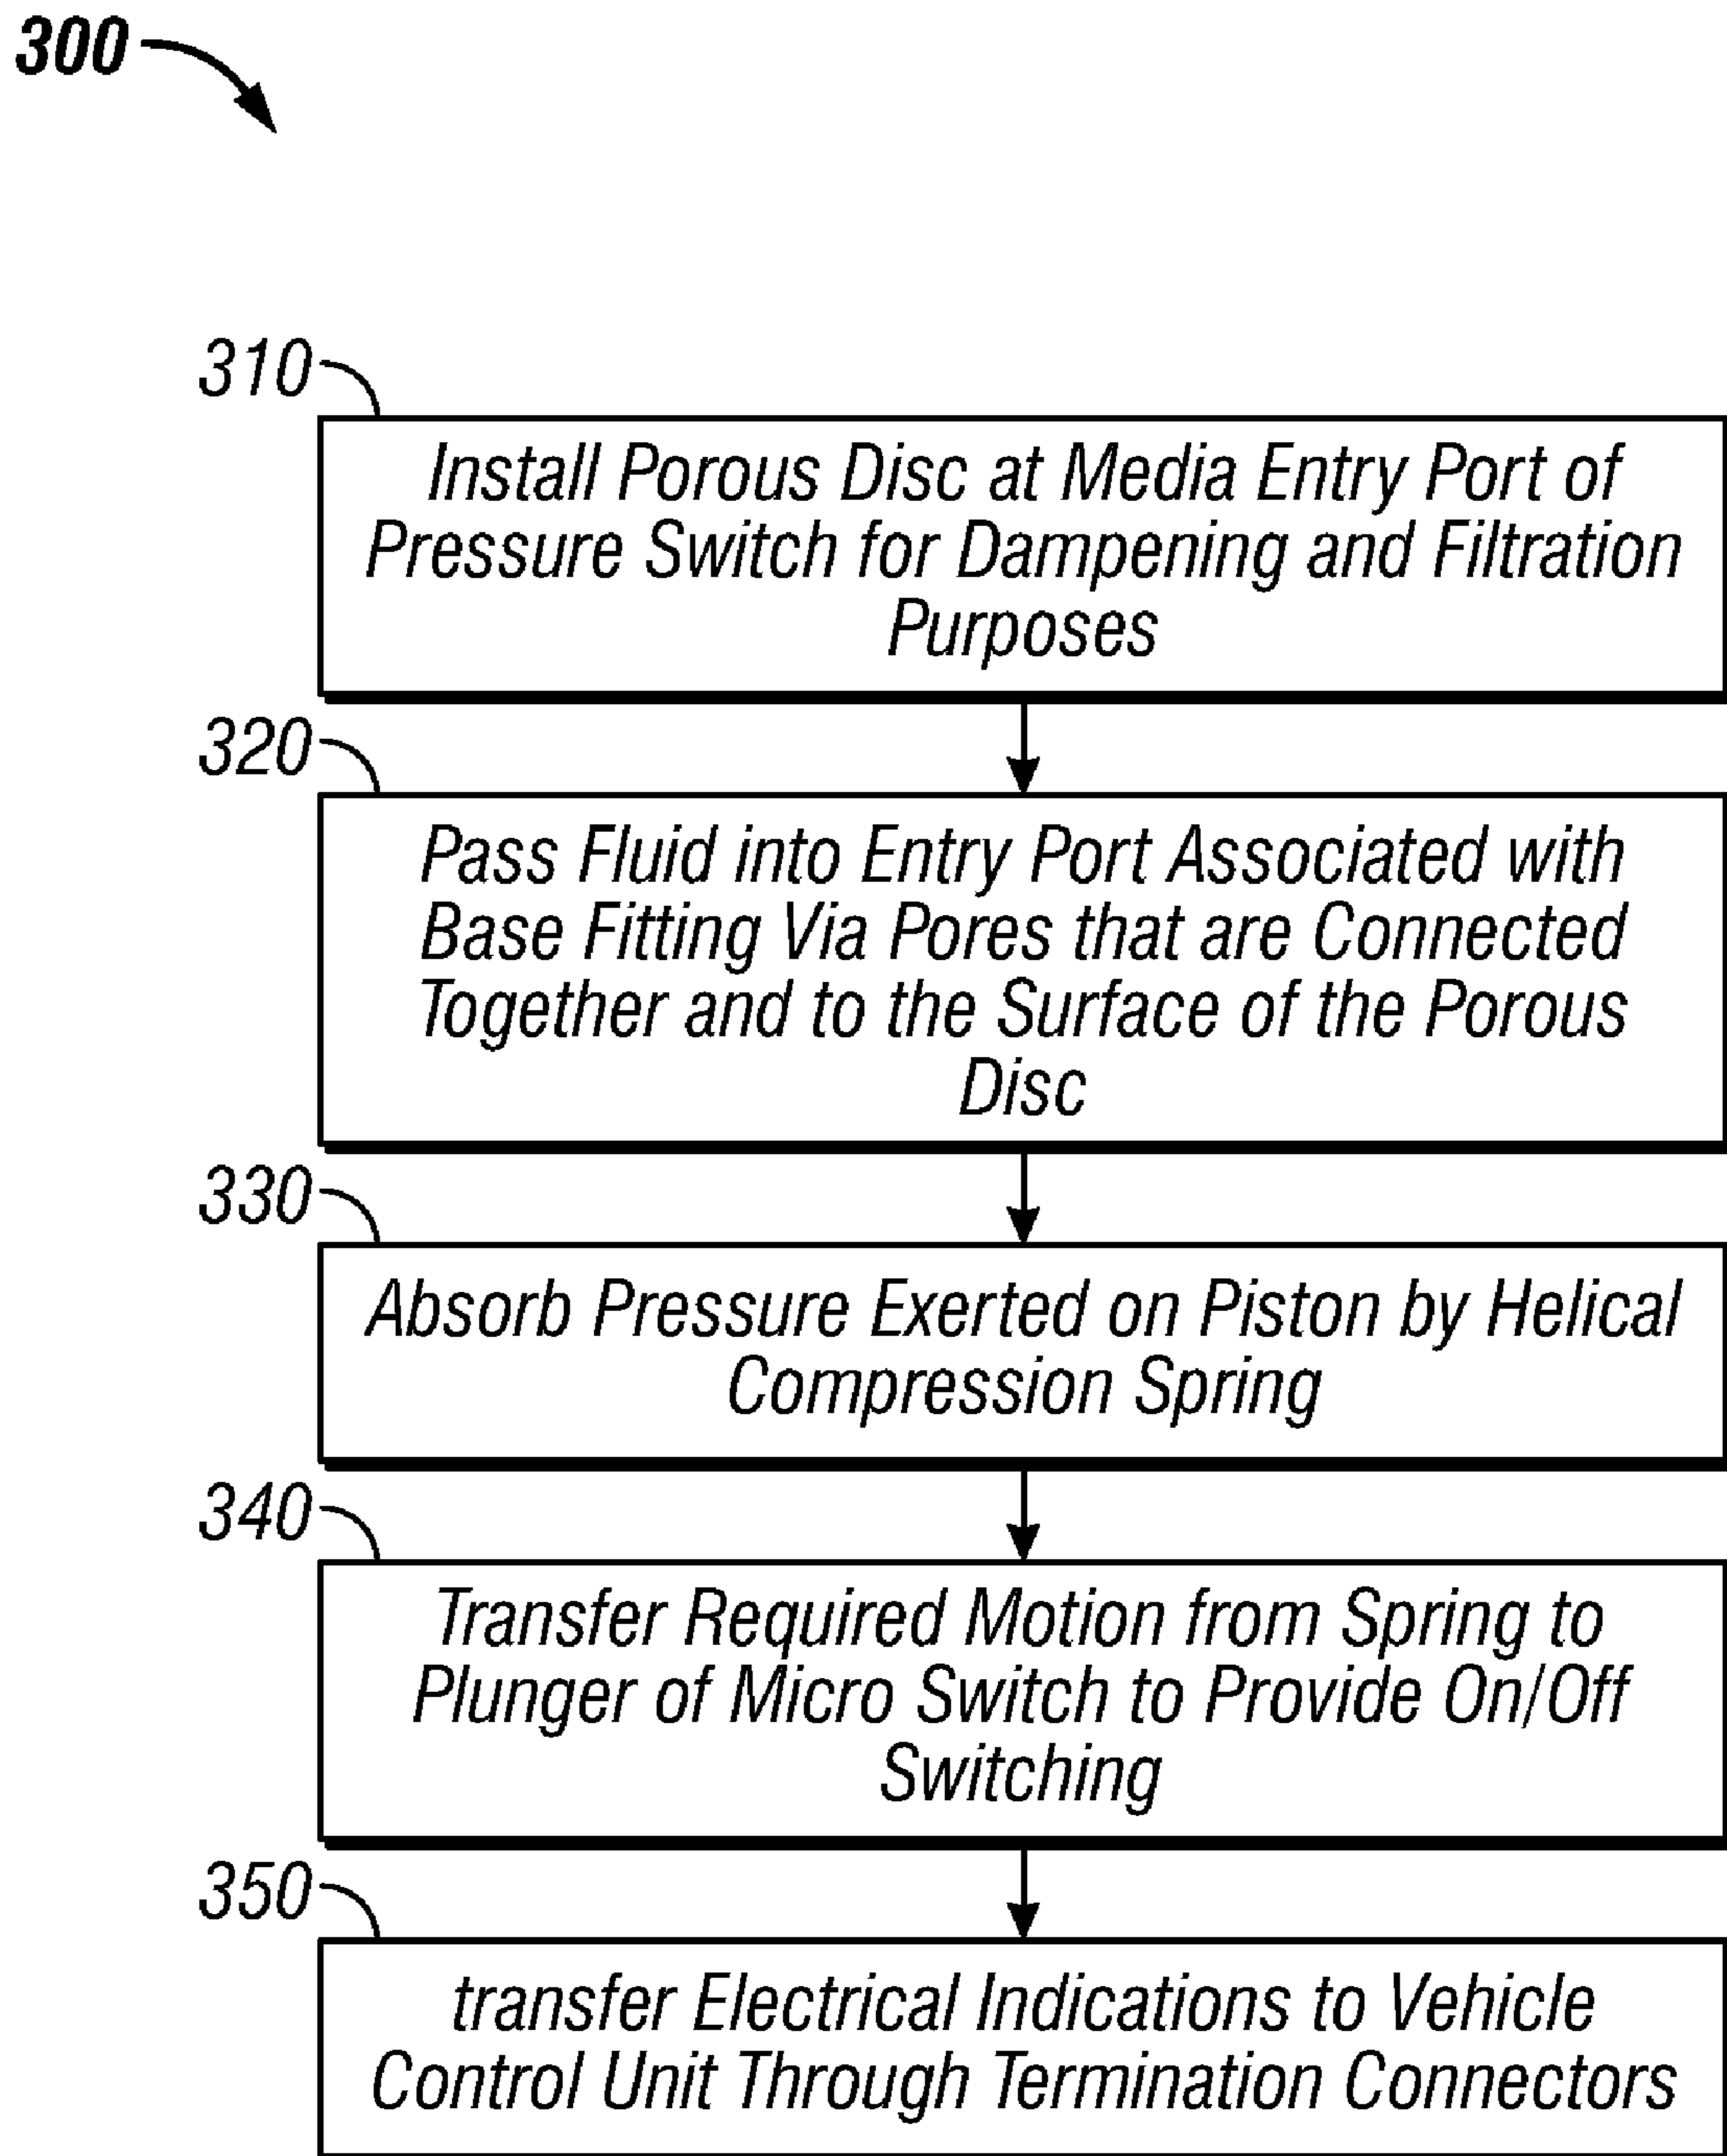 300
310
Install Porous Disc at Media Entry Port of
Pressure Switch for Dampening and Filtration
Purposes
320
Pass Fluid into Entry Port Associated with
Base Fitting Via Pores that are Connected
Together and to the Surface of the Porous
Disc
330
Absorb Pressure Exerted on Piston by Helical
Compression Spring
340
Transfer Required Motion from Spring to
Plunger of Micro Switch to Provide On/Off
Switching
350
transfer Electrical Indications to Vehicle
Control Unit Through Termination Connectors